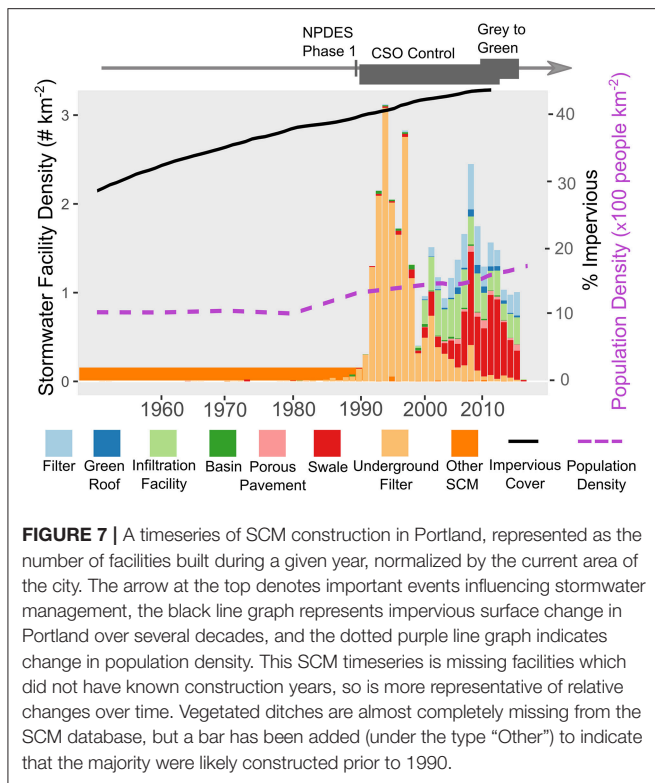 NPDES
Phase 1
CSO Control
Grey to
Green
Stormwater Facility Density (# km-2)
3
2
1
0
40
30
20
10
0
% Impervious
Population Density (x100 people km-2)
1960 1970 1980 1990 2000 2010
Filter
Green
Roof
Infiltration
Facility
Basin
Porous
Pavement
Swale
Underground
Filter
Other
SCM
Impervious
Cover
Population
Density
FIGURE 7 | A timeseries of SCM construction in Portland, represented as the
number of facilities built during a given year, normalized by the current area of
the city. The arrow at the top denotes important events influencing stormwater
management, the black line graph represents impervious surface change in
Portland over several decades, and the dotted purple line graph indicates
change in population density. This SCM timeseries is missing facilities which
did not have known construction years, so is more representative of relative
changes over time. Vegetated ditches are almost completely missing from the
SCM database, but a bar has been added (under the type “Other”) to indicate
that the majority were likely constructed prior to 1990.